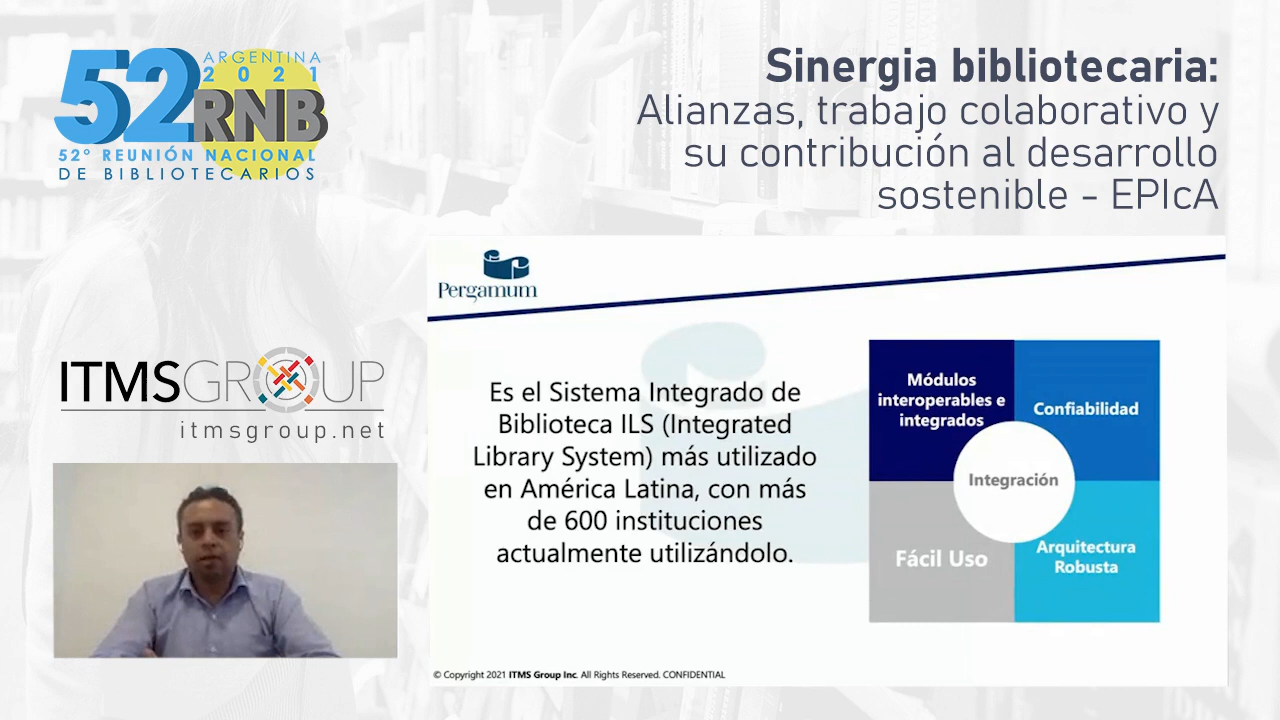 52
ARGENTINA
2021
RNB
52º REUNIÓN NACIONAL
DE BIBLIOTECARIOS
Sinergia bibliotecaria:
Alianzas, trabajo colaborativo y
su contribución al desarrollo
sostenible - EPIcA
ITMSGROUP
itmsgroup.net
Pergamum
Es el Sistema Integrado de
Biblioteca ILS (Integrated
Library System) más utilizado
en América Latina, con más
de 600 instituciones
actualmente utilizándolo.
Módulos
interoperables e
integrados
Confiabilidad
Integración
Fácil Uso
Arquitectura
Robusta
© Copyright 2021 ITMS Group Inc. All Rights Reserved. CONFIDENTIAL